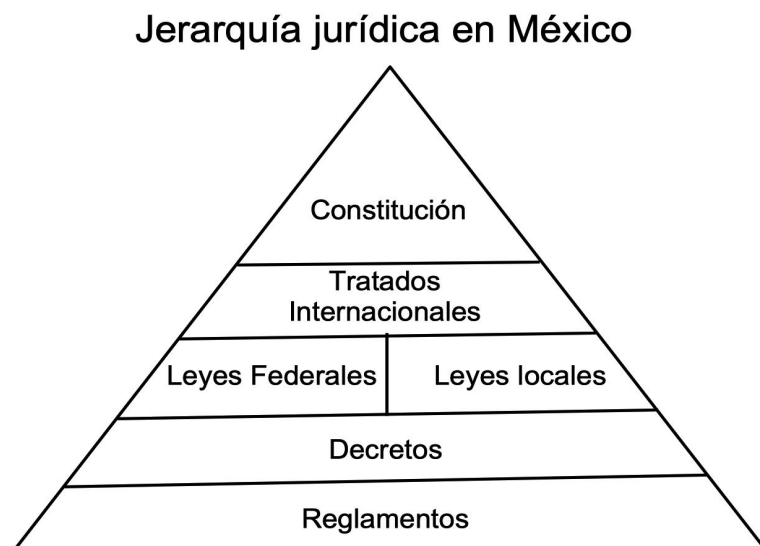 Jerarquía jurídica en México
Constitución
Tratados
Internacionales
Leyes Federales
Leyes locales
Decretos
Reglamentos